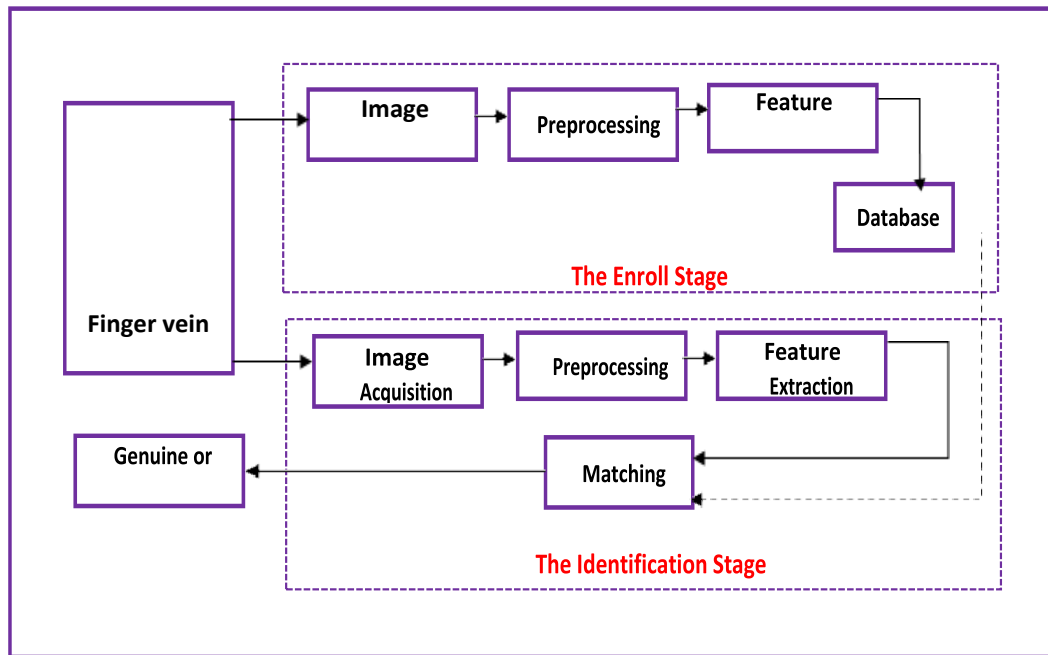 Image
Preprocessing
Feature
Database
The Enroll Stage
Finger vein
Image
Acquisition
Preprocessing
Feature
Extraction
Genuine or
Matching
The Identification Stage